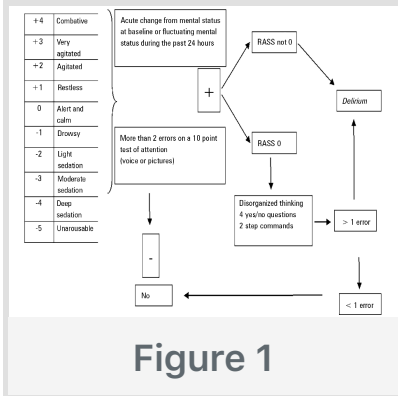 +4 Combative
+3 Very
agitated
+2 Agitated
+1 Restless
0 Alert and
calm
-1 Drowsy
-2 Light
sedation
-3 Moderate
sedation
-4 Deep
sedation
-5 Unarousable
Acute change from mental status
at baseline or fluctuating mental
status during the past 24 hours
More than 2 errors on a 10 point
test of attention
(voice or pictures)
+
-
No
RASS not 0
RASS 0
Disorganized thinking
4 yes/no questions
2 step commands
Delirium
> 1 error
< 1 error
Figure 1